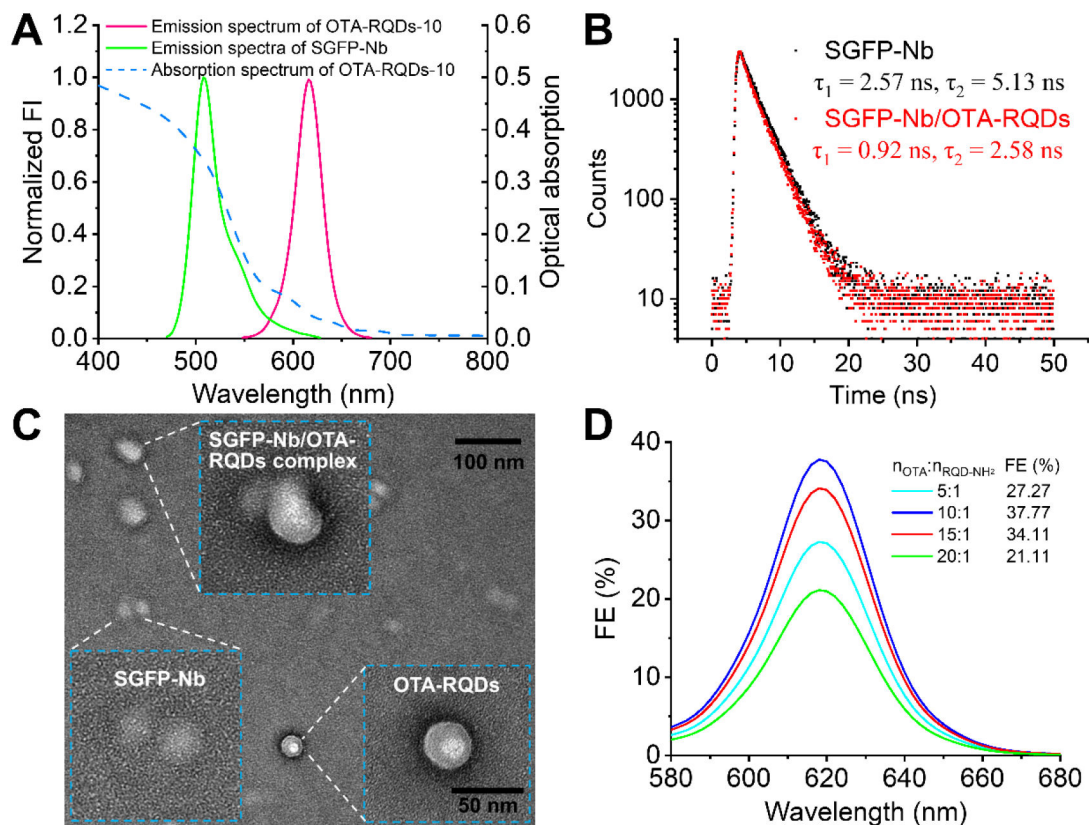 A
Emission spectrum of OTA-RQDs-10
Emission spectra of SGFP-Nb
Absorption spectrum of OTA-RQDs-10
1.2
1.0
0.8
0.6
0.4
0.2
0.0
Normalized FI
0.6
0.5
0.4
0.3
0.2
0.1
0.0
Optical absorption
400 500 600 700 800
Wavelength (nm)
B
SGFP-Nb
τ1 = 2.57 ns, τ2 = 5.13 ns
SGFP-Nb/OTA-RQDs
τ1 = 0.92 ns, τ2 = 2.58 ns
1000
100
10
Counts
0 10 20 30 40 50
Time (ns)
C
SGFP-Nb/OTA-
RQDs complex
100 nm
SGFP-Nb
OTA-RQDs
50 nm
D
nOTA:nRQD-NH2 FE (%)
5:1 27.27
10:1 37.77
15:1 34.11
20:1 21.11
40
30
20
10
0
FE (%)
580 600 620 640 660 680
Wavelength (nm)